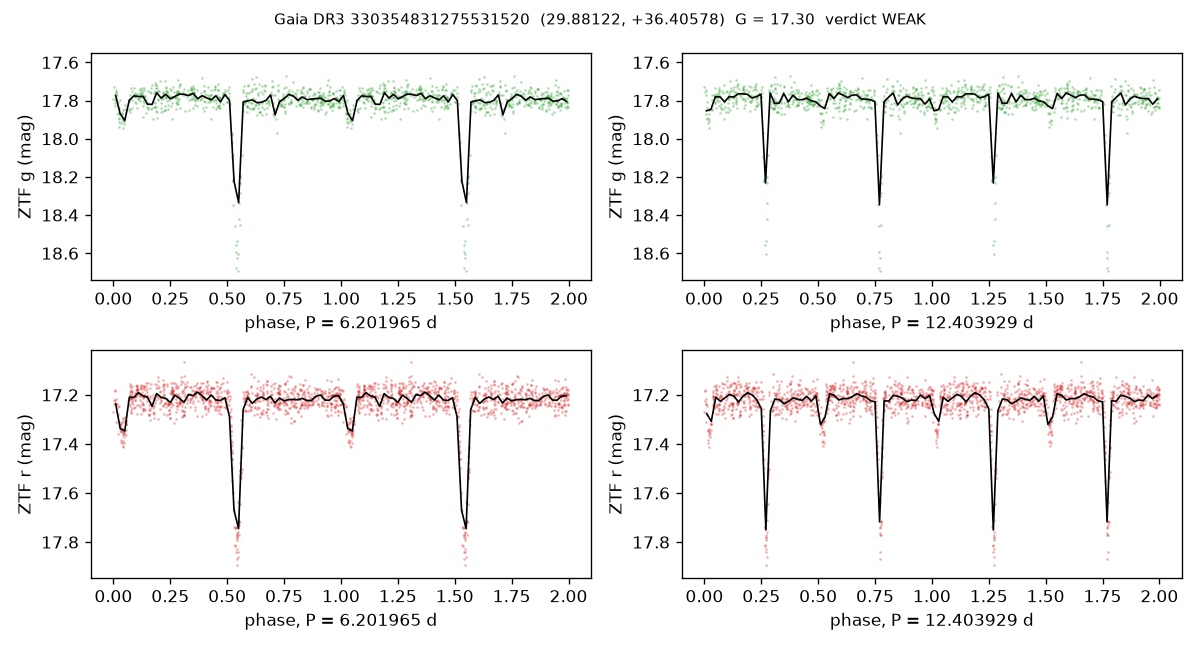 Gaia DR3 330354831275531520  (29.88122, +36.40578)  G = 17.30  verdict WEAK
17.6
17.8
18.0
18.2
18.4
18.6
ZTF g (mag)
0.00 0.25 0.50 0.75 1.00 1.25 1.50 1.75 2.00
phase, P = 6.201965 d
17.6
17.8
18.0
18.2
18.4
18.6
ZTF g (mag)
0.00 0.25 0.50 0.75 1.00 1.25 1.50 1.75 2.00
phase, P = 12.403929 d
17.2
17.4
17.6
17.8
ZTF r (mag)
0.00 0.25 0.50 0.75 1.00 1.25 1.50 1.75 2.00
phase, P = 6.201965 d
17.2
17.4
17.6
17.8
ZTF r (mag)
0.00 0.25 0.50 0.75 1.00 1.25 1.50 1.75 2.00
phase, P = 12.403929 d